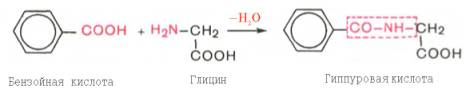 COOH + H₂N–CH₂ –H₂O CO–NH–CH₂
COOH COOH
Бензойная кислота Глицин Гиппуровая кислота